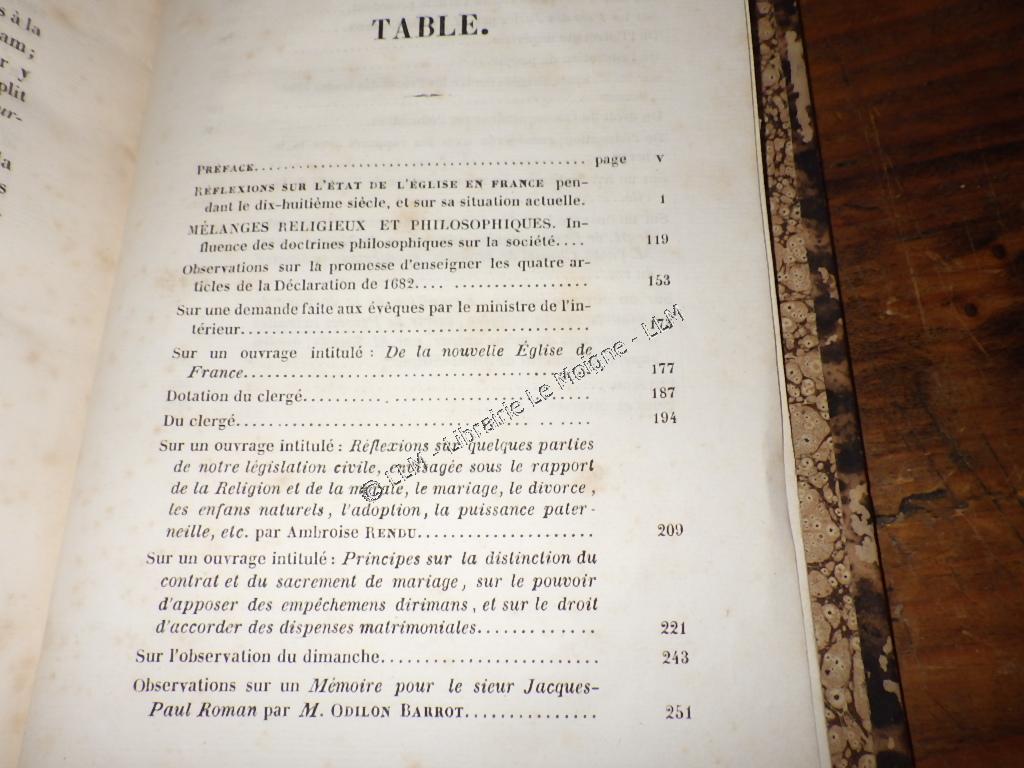 s à la
am;
r y
plit
ur-
la
s
TABLE.
PRÉFACE........................................ page V
RÉFLEXIONS SUR L'ÉTAT DE L'ÉGLISE EN FRANCE pen-
dant le dix-huitième siècle, et sur sa situation actuelle. 1
MÉLANGES RELIGIEUX ET PHILOSOPHIQUES. In-
fluence des doctrines philosophiques sur la société.... 119
Observations sur la promesse d'enseigner les quatre ar-
ticles de la Déclaration de 1682.... ................. 153
Sur une demande faite aux évêques par le ministre de l'in-
térieur.............................................
Sur un ouvrage intitulé : De la nouvelle Église de
France............................................ 177
Dotation du clergé..................................... 187
Du clergé.............................................. 194
Sur un ouvrage intitulé : Réflexions sur quelques parties
de notre législation civile, envisagée sous le rapport
de la Religion et de la morale, le mariage, le divorce,
les enfans naturels, l'adoption, la puissance pater-
neille, etc. par Ambroise RENDU..................... 209
Sur un ouvrage intitulé : Principes sur la distinction du
contrat et du sacrement de mariage, sur le pouvoir
d'apposer des empêchemens dirimans, et sur le droit
d'accorder des dispenses matrimoniales............. 221
Sur l'observation du dimanche......................... 243
Observations sur un Mémoire pour le sieur Jacques-
Paul Roman par M. ODILON BARROT............... 251
© LLM - Librairie Le Moigne - LLM